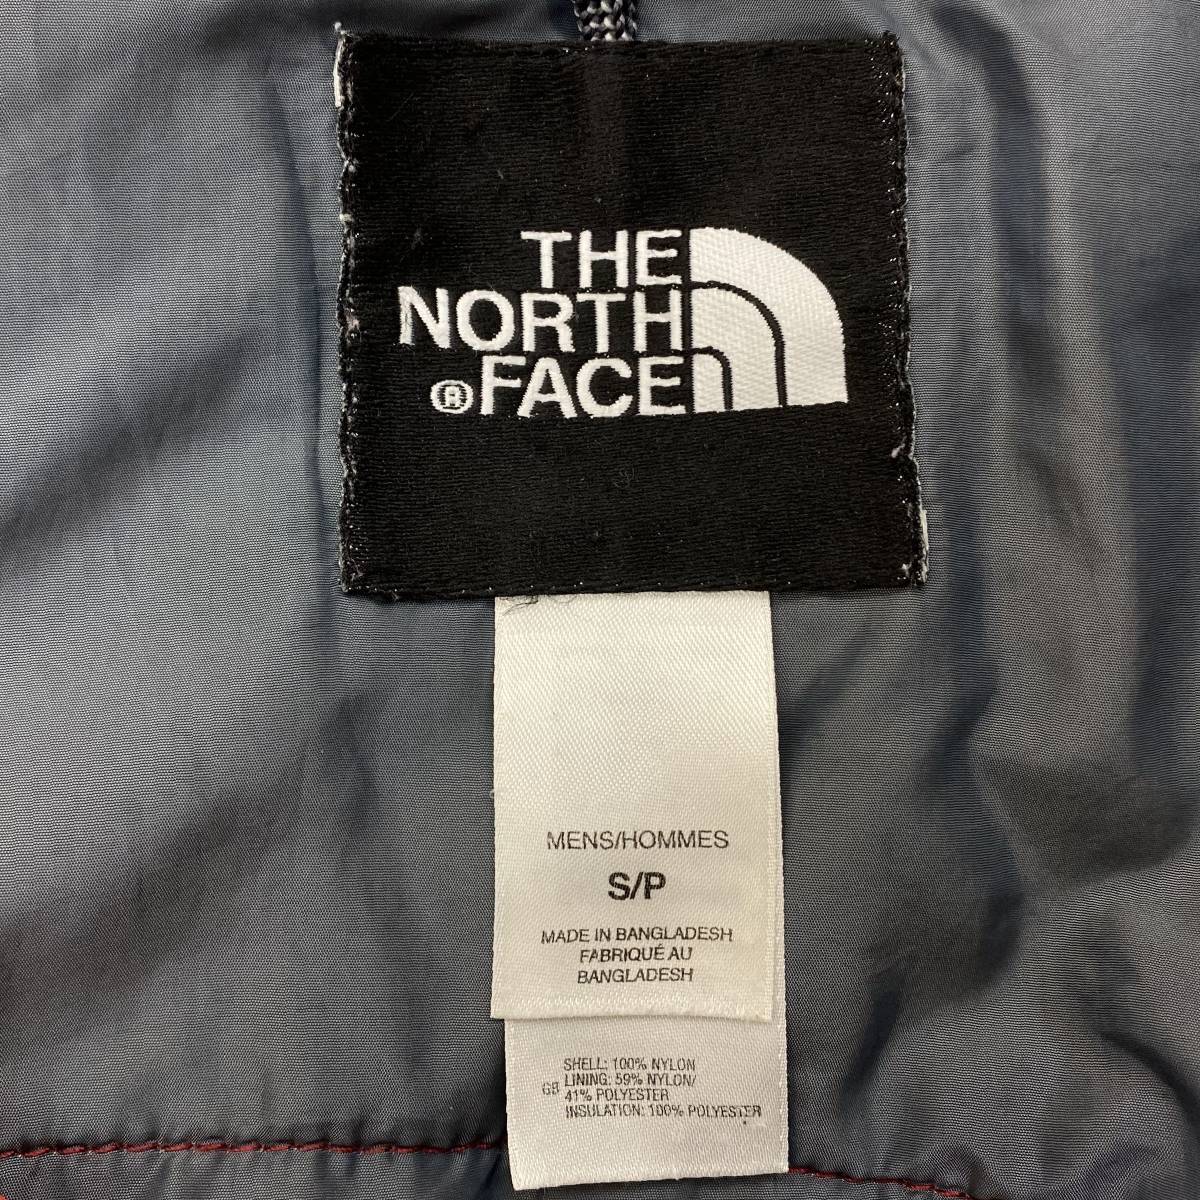 THE
NORTH
® FACE
MENS/HOMMES
S/P
MADE IN BANGLADESH
FABRIQUÉ AU
BANGLADESH
SHELL: 100% NYLON
GB LINING: 59% NYLON/
41% POLYESTER
INSULATION: 100% POLYESTER